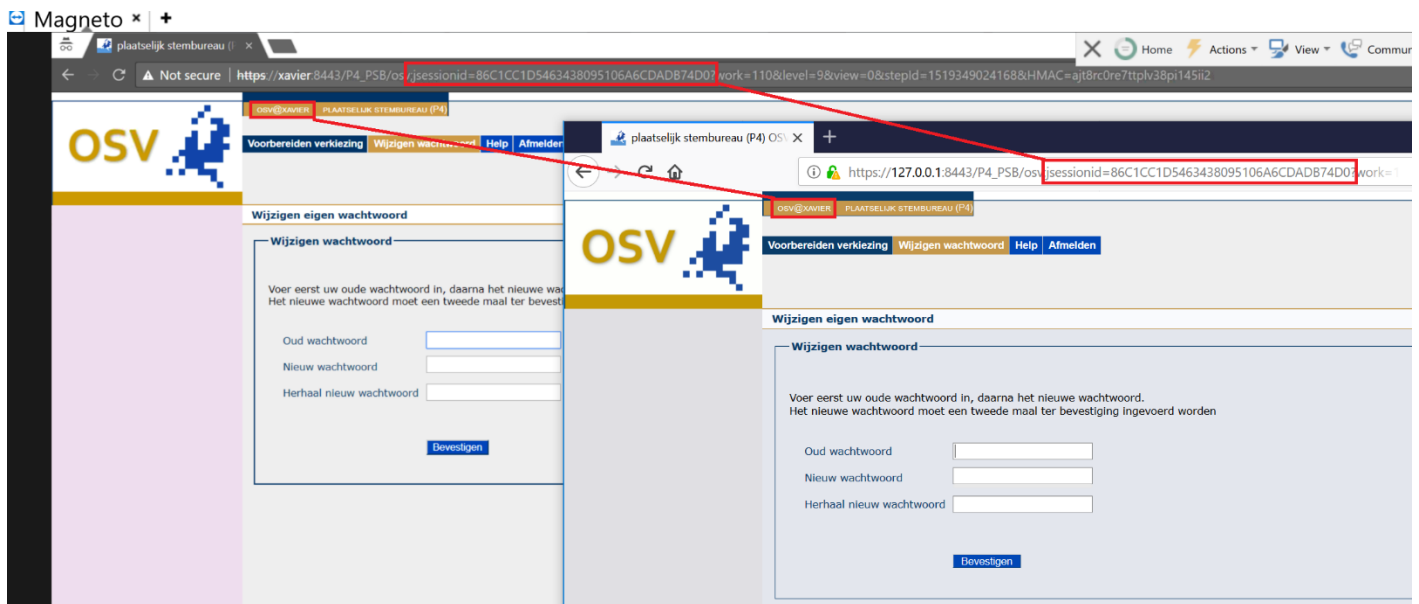 Magneto × +
plaatselijk stembureau (
Home Actions View Commun
Not secure https://xavier:8443/P4_PSB/osv;jsessionid=86C1CC1D5463438095106A6CDADB74D0?work=110&level=9&view=0&stepId=1519349024168&HMAC=ajt8rc0re7ttplv38pi145ii2
OSV
OSV@XAVIER PLAATSELIJK STEMBUREAU (P4)
Voorbereiden verkiezing Wijzigen wachtwoord Help Afmelden
Wijzigen eigen wachtwoord
Wijzigen wachtwoord
Voer eerst uw oude wachtwoord in, daarna het nieuwe wa
Het nieuwe wachtwoord moet een tweede maal ter bevesti
Oud wachtwoord
Nieuw wachtwoord
Herhaal nieuw wachtwoord
Bevestigen
plaatselijk stembureau (P4) OSV
https://127.0.0.1:8443/P4_PSB/osv;jsessionid=86C1CC1D5463438095106A6CDADB74D0?work=
OSV
OSV@XAVIER PLAATSELIJK STEMBUREAU (P4)
Voorbereiden verkiezing Wijzigen wachtwoord Help Afmelden
Wijzigen eigen wachtwoord
Wijzigen wachtwoord
Voer eerst uw oude wachtwoord in, daarna het nieuwe wachtwoord.
Het nieuwe wachtwoord moet een tweede maal ter bevestiging ingevoerd worden
Oud wachtwoord
Nieuw wachtwoord
Herhaal nieuw wachtwoord
Bevestigen